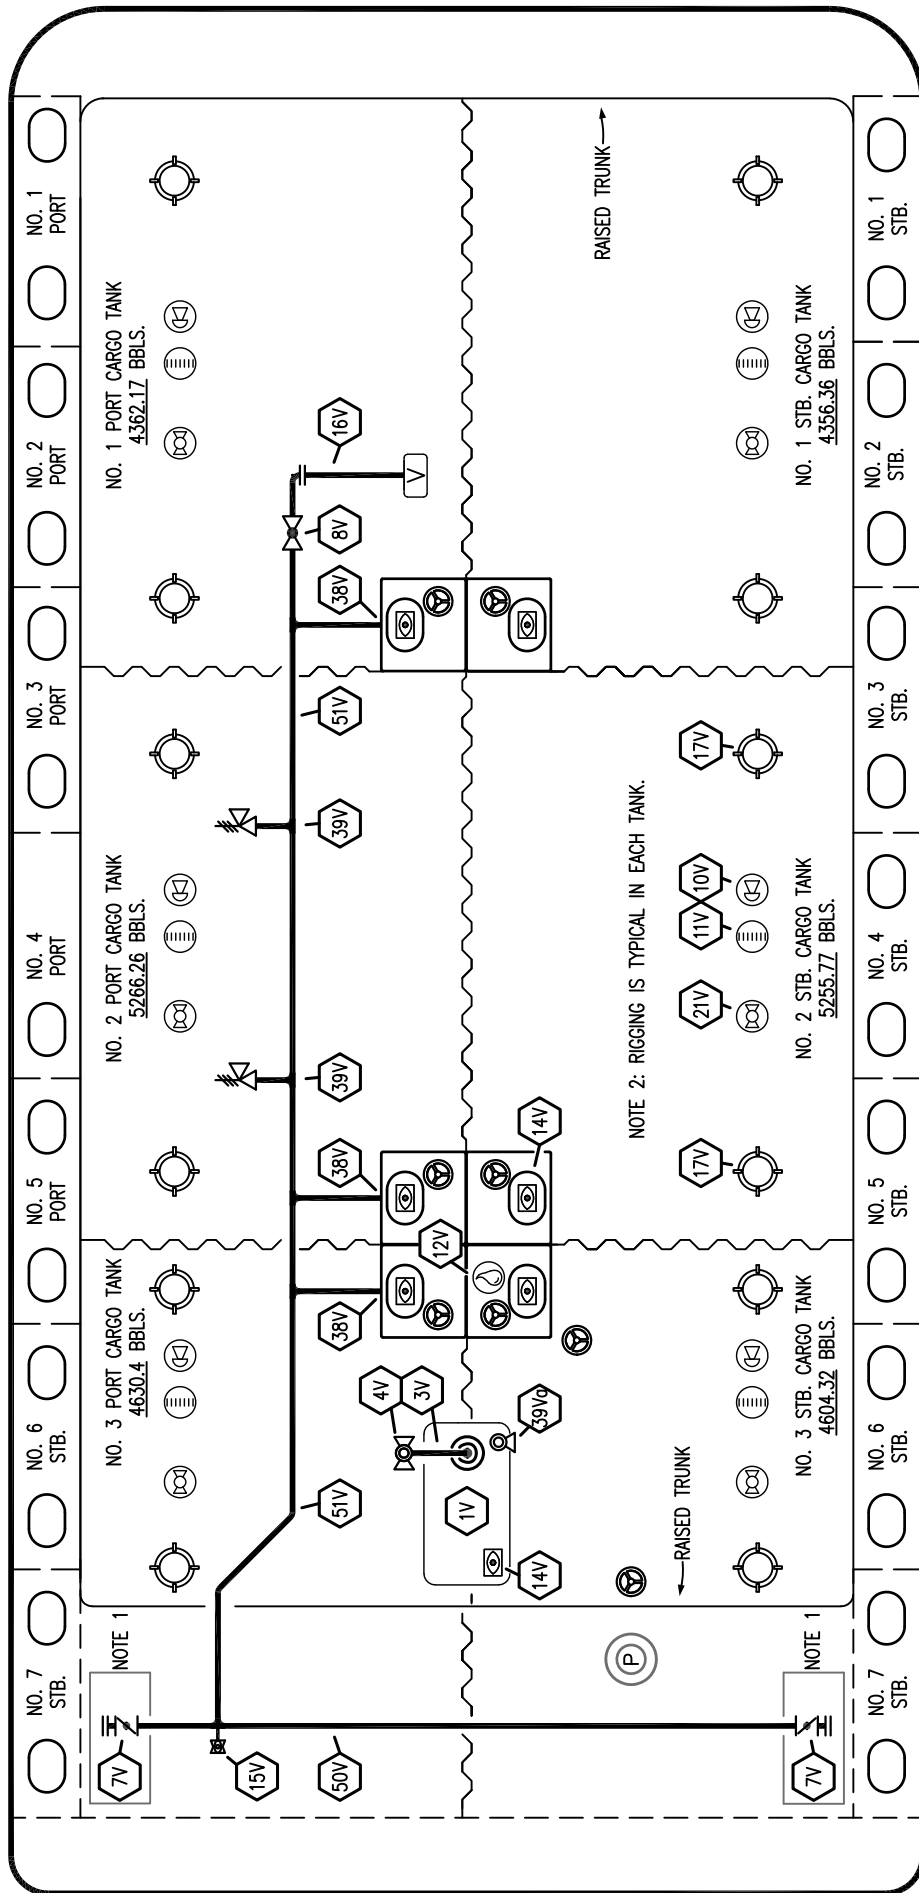 NO. 7
STB.
NO. 6
STB.
NO. 5
PORT
NO. 4
PORT
NO. 3
PORT
NO. 2
PORT
NO. 1
PORT
NOTE 1
7V
NO. 3 PORT CARGO TANK
4630.4 BBLS.
NO. 2 PORT CARGO TANK
5266.26 BBLS.
NO. 1 PORT CARGO TANK
4362.17 BBLS.
15V
50V
51V
38V
38V
39V
39V
51V
38V
8V
16V
V
4V
3V
12V
1V
14V
39Va
14V
RAISED TRUNK
P
RAISED TRUNK
NOTE 2: RIGGING IS TYPICAL IN EACH TANK.
17V
21V
11V
10V
17V
7V
NOTE 1
NO. 3 STB. CARGO TANK
4604.32 BBLS.
NO. 2 STB. CARGO TANK
5255.77 BBLS.
NO. 1 STB. CARGO TANK
4356.36 BBLS.
NO. 7
STB.
NO. 6
STB.
NO. 5
STB.
NO. 4
STB.
NO. 3
STB.
NO. 2
STB.
NO. 1
STB.